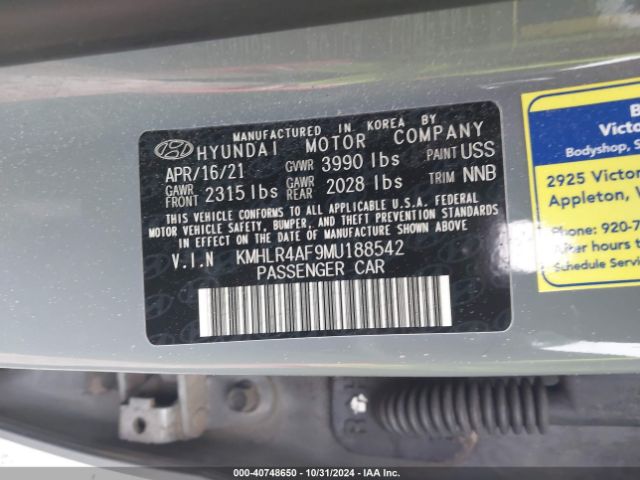 MANUFACTURED IN KOREA BY
HYUNDAI MOTOR COMPANY
APR/16/21 GVWR 3990 lbs PAINT USS
GAWR FRONT 2315 lbs GAWR REAR 2028 lbs TRIM NNB
THIS VEHICLE CONFORMS TO ALL APPLICABLE U.S.A. FEDERAL
MOTOR VEHICLE SAFETY, BUMPER, AND THEFT PREVENTION STANDARDS
IN EFFECT ON THE DATE OF MANUFACTURE SHOWN ABOVE
V.I.N KMHLR4AF9MU188542
PASSENGER CAR
Victor
Bodyshop, S
2925 Victor
Appleton,
Phone: 920-7
After hours t
Schedule Servi
000-40748650 - 10/31/2024 - IAA Inc.